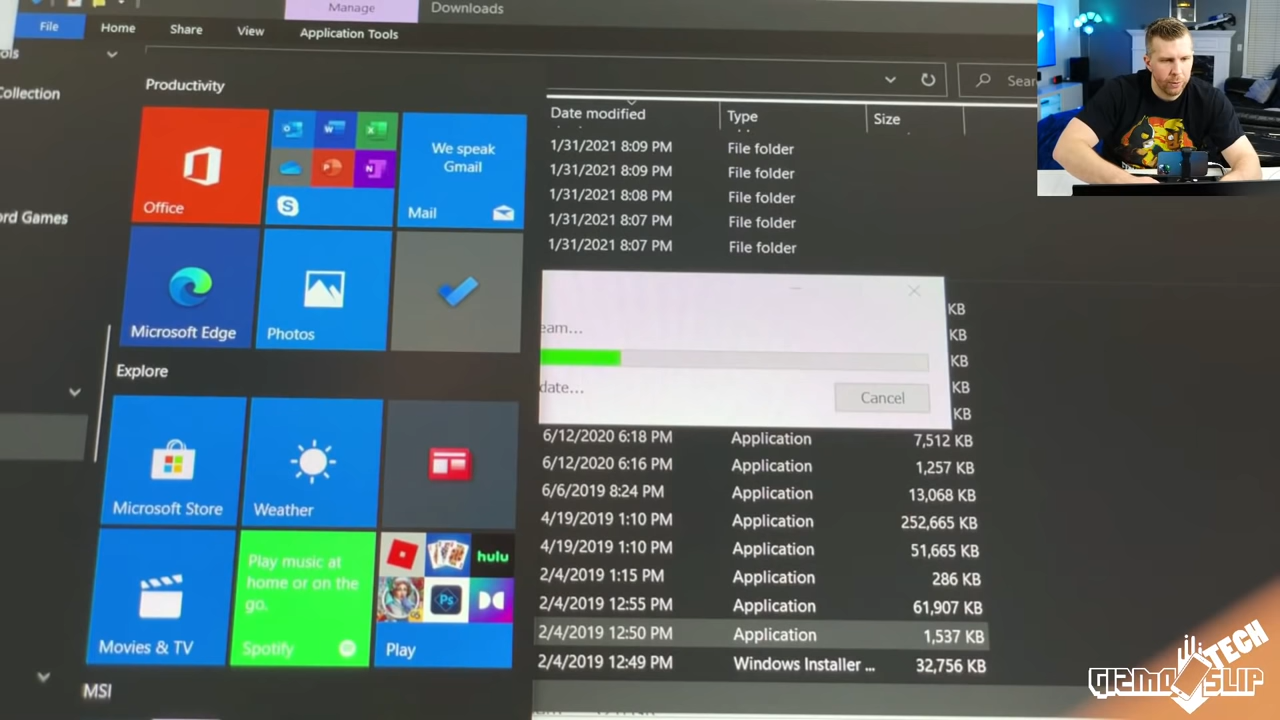 Manage
Downloads
File
Home
Share
View
Application Tools
ols
Collection
ord Games
Productivity
Office
We speak
Gmail
Mail
Microsoft Edge
Photos
Explore
Microsoft Store
Weather
Movies & TV
Play music at
home or on the
go.
Spotify
hulu
Ps
Play
MSI
Sear
Date modified
Type
Size
1/31/2021 8:09 PM
File folder
1/31/2021 8:09 PM
File folder
1/31/2021 8:08 PM
File folder
1/31/2021 8:07 PM
File folder
1/31/2021 8:07 PM
File folder
eam...
date...
Cancel
KB
KB
KB
KB
KB
6/12/2020 6:18 PM
Application
7,512 KB
6/12/2020 6:16 PM
Application
1,257 KB
6/6/2019 8:24 PM
Application
13,068 KB
4/19/2019 1:10 PM
Application
252,665 KB
4/19/2019 1:10 PM
Application
51,665 KB
2/4/2019 1:15 PM
Application
286 KB
2/4/2019 12:55 PM
Application
61,907 KB
2/4/2019 12:50 PM
Application
1,537 KB
2/4/2019 12:49 PM
Windows Installer ...
32,756 KB
GIZMO SLIP
TECH